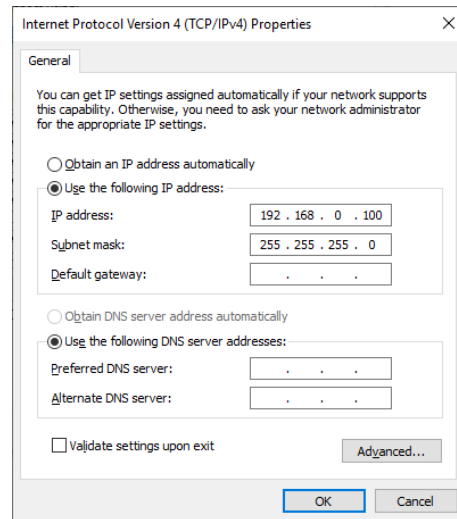 Internet Protocol Version 4 (TCP/IPv4) Properties
General
You can get IP settings assigned automatically if your network supports
this capability. Otherwise, you need to ask your network administrator
for the appropriate IP settings.
Obtain an IP address automatically
Use the following IP address:
IP address: 192 . 168 . 0 . 100
Subnet mask: 255 . 255 . 255 . 0
Default gateway: . . .
Obtain DNS server address automatically
Use the following DNS server addresses:
Preferred DNS server: . . .
Alternate DNS server: . . .
Validate settings upon exit
Advanced...
OK Cancel